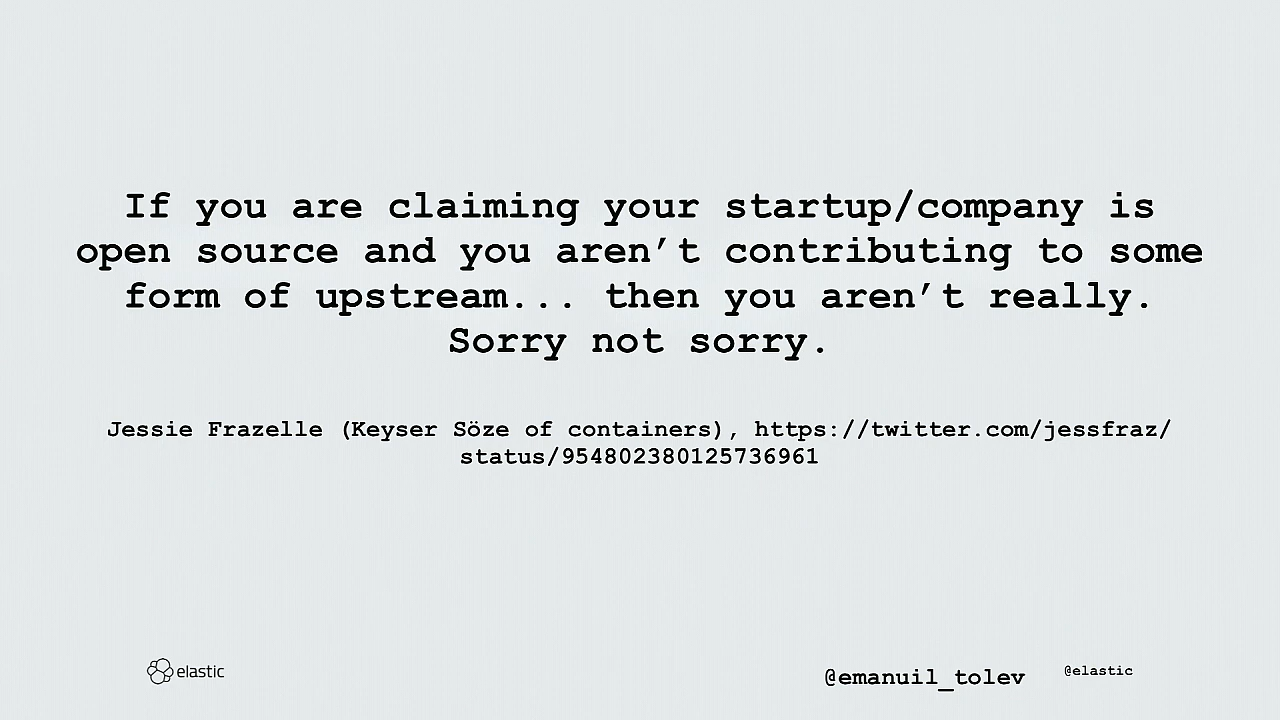 If you are claiming your startup/company is
open source and you aren’t contributing to some
form of upstream... then you aren’t really.
Sorry not sorry.
Jessie Frazelle (Keyser Söze of containers), https://twitter.com/jessfraz/
status/954802380125736961
elastic
@emanuil_tolev
@elastic